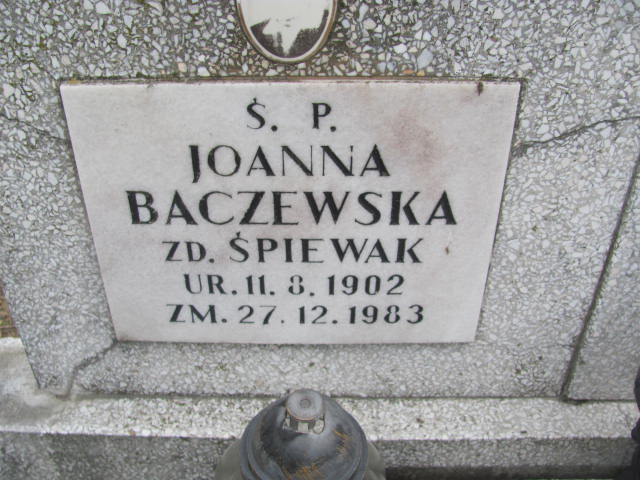 Ś. P.
JOANNA
BACZEWSKA
ZD. ŚPIEWAK
UR. 11. 8. 1902
ZM. 27. 12. 1983